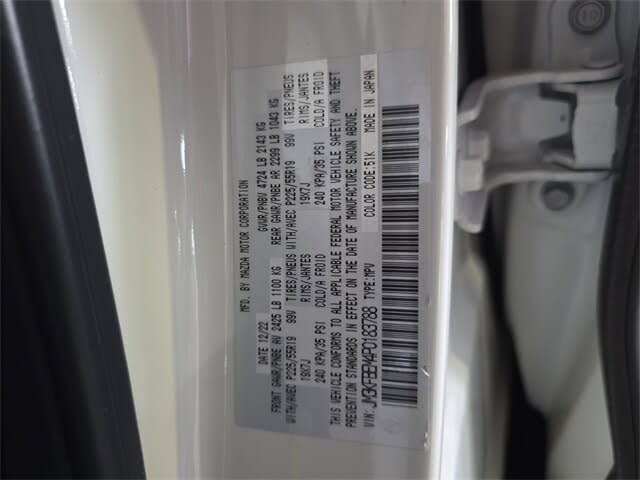 MFD. BY MAZDA MOTOR CORPORATION
DATE 12/22 GVWR/PNBV 4724 LB 2143 KG
FRONT GAWR/PNBE AV 2425 LB 1100 KG REAR GAWR/PNBE AR 2299 LB 1043 KG
WITH/AVEC P225/55R19 99V TIRES/PNEUS WITH/AVEC P225/55R19 99V TIRES/PNEUS
19X7J RIMS/JANTES 19X7J RIMS/JANTES
240 KPA/35 PSI COLD/A FROID 240 KPA/35 PSI COLD/A FROID
THIS VEHICLE CONFORMS TO ALL APPLICABLE FEDERAL MOTOR VEHICLE SAFETY AND THEFT
PREVENTION STANDARDS IN EFFECT ON THE DATE OF MANUFACTURE SHOWN ABOVE.
VIN: JM3KFBBM4P0183788 TYPE:MPV COLOR CODE:51K MADE IN JAPAN
10